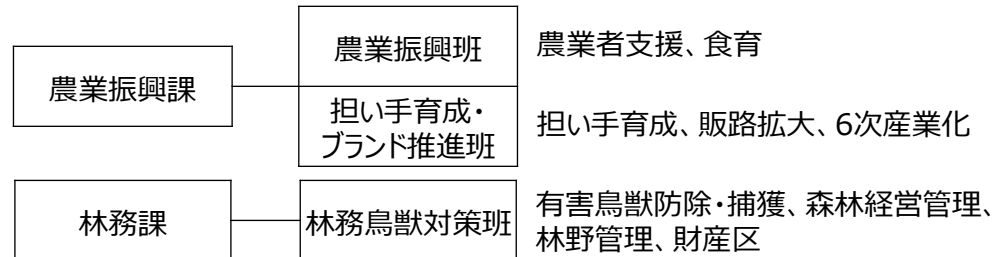 農業振興課
農業振興班
農業者支援、食育
担い手育成・
ブランド推進班
担い手育成、販路拡大、6次産業化
林務課
林務鳥獣対策班
有害鳥獣防除・捕獲、森林経営管理、
林野管理、財産区